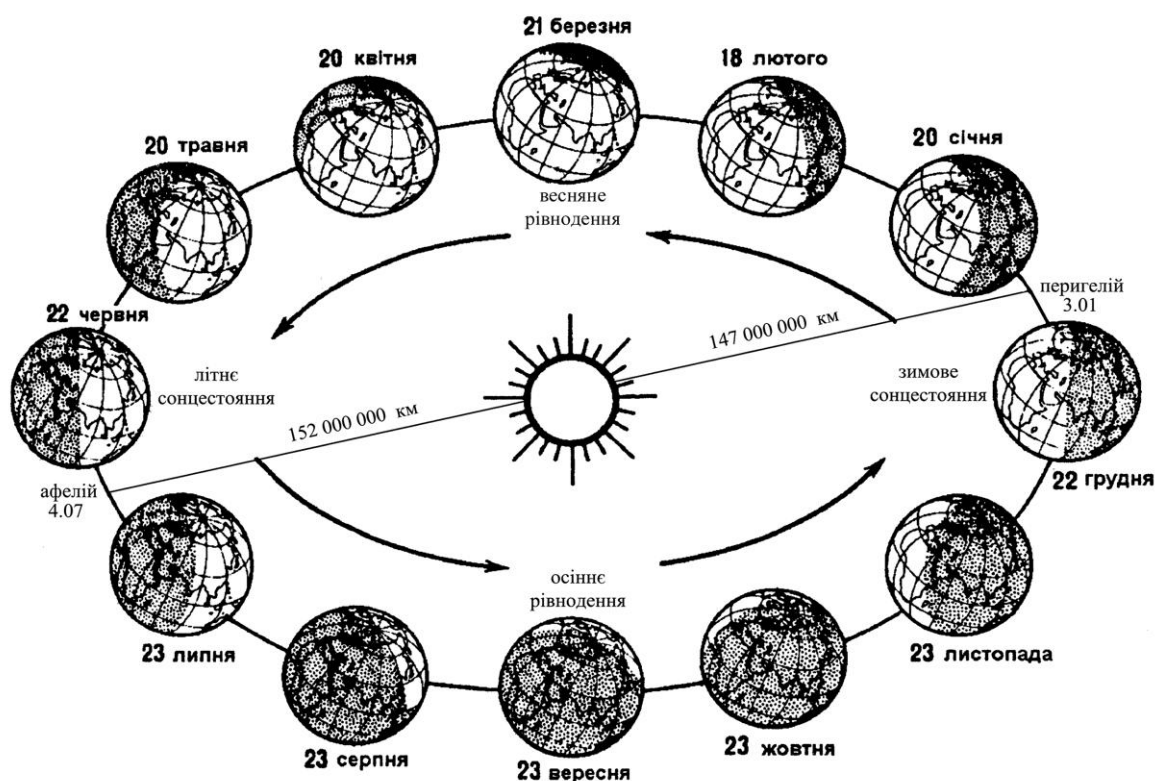 21 березня
20 квітня
18 лютого
20 травня
20 січня
весняне
рівнодення
22 червня
перигелій
3.01
147 000 000 км
літнє
сонцестояння
зимове
сонцестояння
152 000 000 км
афелій
4.07
22 грудня
осіннє
рівнодення
23 липня
23 листопада
23 серпня
23 вересня
23 жовтня